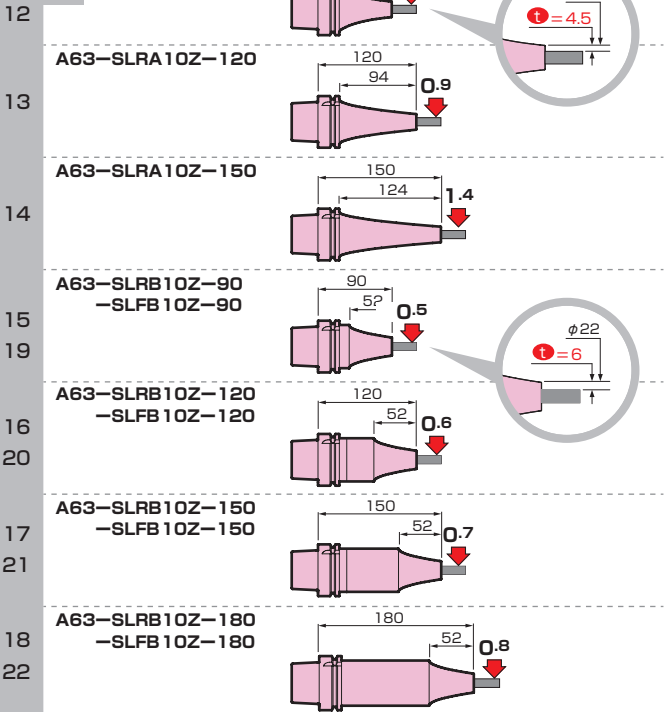 12
t=4.5
A63-SLRA10Z-120
120
94
0.9
13
A63-SLRA10Z-150
150
124
1.4
14
A63-SLRB10Z-90
-SLFB10Z-90
90
52
0.5
15
19
φ22
t=6
A63-SLRB10Z-120
-SLFB10Z-120
120
52
0.6
16
20
A63-SLRB10Z-150
-SLFB10Z-150
150
52
0.7
17
21
A63-SLRB10Z-180
-SLFB10Z-180
180
52
0.8
18
22